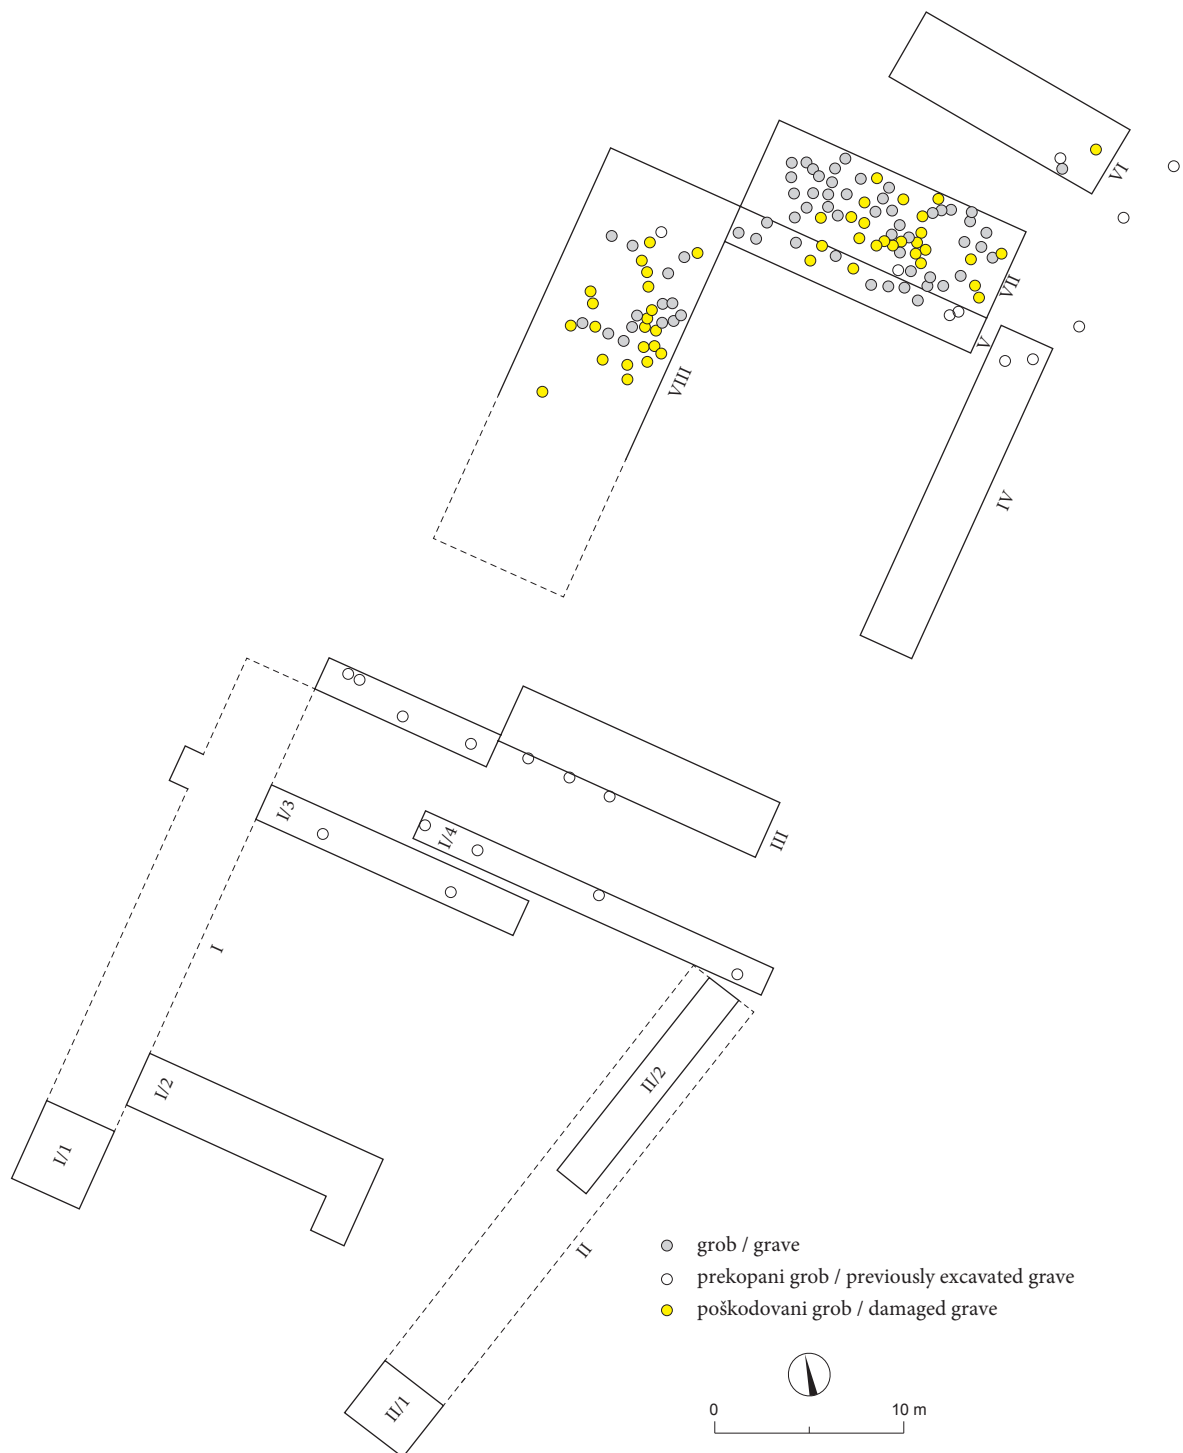 VI
VII
V
VIII
IV
I/3
I/4
III
I
I/2
II/2
I/1
II
II/1
grob / grave
prekopani grob / previously excavated grave
poškodovani grob / damaged grave
0 10 m